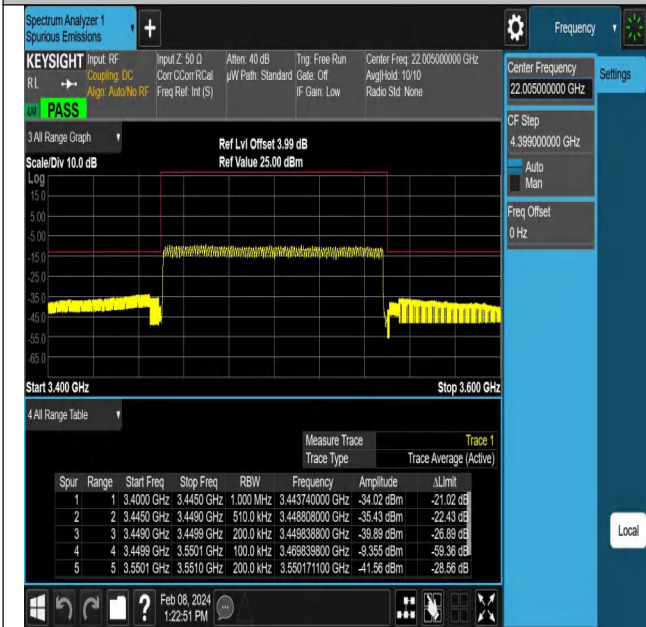 Spectrum Analyzer 1
Spurious Emissions
+
Frequency
KEYSIGHT Input: RF Input Z: 50 Ω Atten: 40 dB Trig: Free Run Center Freq: 22.005000000 GHz
RL Coupling: DC Corr CCorr RCal µW Path: Standard Gate: Off Avg|Hold: 10/10
Align: Auto/No RF Freq Ref: Int (S) IF Gain: Low Radio Std: None
LXI PASS
Center Frequency
22.005000000 GHz
Settings
CF Step
4.399000000 GHz
Auto
Man
Freq Offset
0 Hz
3 All Range Graph
Ref Lvl Offset 3.99 dB
Scale/Div 10.0 dB Ref Value 25.00 dBm
Log
15.0
5.00
-5.00
-15.0
-25.0
-35.0
-45.0
-55.0
-65.0
Start 3.400 GHz Stop 3.600 GHz
4 All Range Table
Measure Trace Trace 1
Trace Type Trace Average (Active)
Spur Range Start Freq Stop Freq RBW Frequency Amplitude ΔLimit
1 1 3.4000 GHz 3.4450 GHz 1.000 MHz 3.443740000 GHz -34.02 dBm -21.02 dB
2 2 3.4450 GHz 3.4490 GHz 510.0 kHz 3.448808000 GHz -35.43 dBm -22.43 dB
3 3 3.4490 GHz 3.4499 GHz 200.0 kHz 3.449838800 GHz -39.89 dBm -26.89 dB
4 4 3.4499 GHz 3.5501 GHz 100.0 kHz 3.469839800 GHz -9.355 dBm -59.36 dB
5 5 3.5501 GHz 3.5510 GHz 200.0 kHz 3.550171100 GHz -41.56 dBm -28.56 dB
Local
? Feb 08, 2024
1:22:51 PM